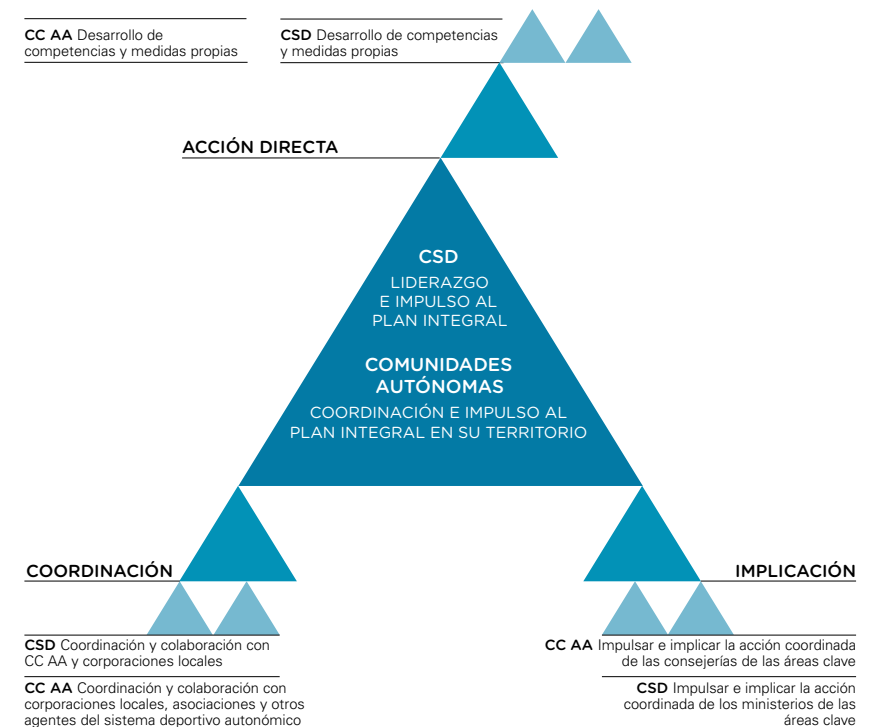 CC AA Desarrollo de
competencias y medidas propias
CSD Desarrollo de competencias
y medidas propias
ACCIÓN DIRECTA
CSD
LIDERAZGO
E IMPULSO AL
PLAN INTEGRAL
COMUNIDADES
AUTÓNOMAS
COORDINACIÓN E IMPULSO AL
PLAN INTEGRAL EN SU TERRITORIO
COORDINACIÓN
CSD Coordinación y colaboración con
CC AA y corporaciones locales
CC AA Coordinación y colaboración con
corporaciones locales, asociaciones y otros
agentes del sistema deportivo autonómico
IMPLICACIÓN
CC AA Impulsar e implicar la acción coordinada
de las consejerías de las áreas clave
CSD Impulsar e implicar la acción
coordinada de los ministerios de las
áreas clave